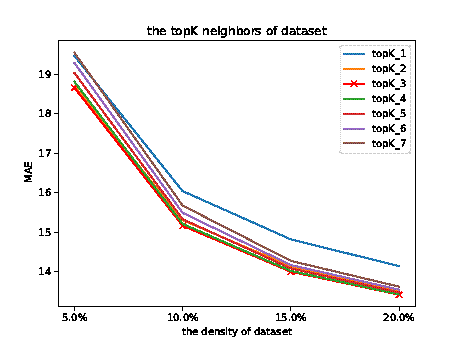 the topK neighbors of dataset
topK_1
topK_2
topK_3
topK_4
topK_5
topK_6
topK_7
19
18
17
16
15
14
MAE
5.0%
10.0%
15.0%
20.0%
the density of dataset